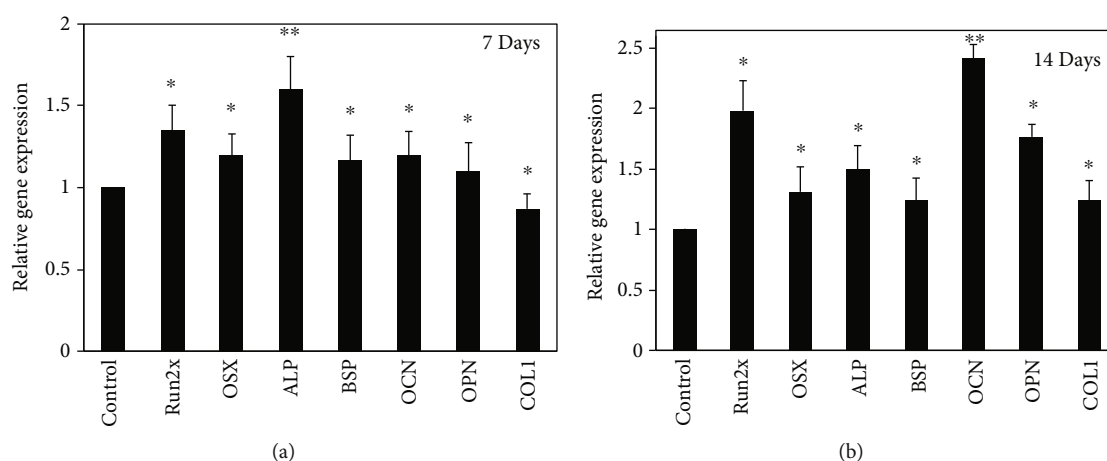 2
1.5
1
0.5
0
Relative gene expression
7 Days
*
*
**
*
*
*
*
Control
Run2x
OSX
ALP
BSP
OCN
OPN
COL1
(a)
2.5
2
1.5
1
0.5
0
Relative gene expression
14 Days
*
*
*
*
**
*
*
Control
Run2x
OSX
ALP
BSP
OCN
OPN
COL1
(b)